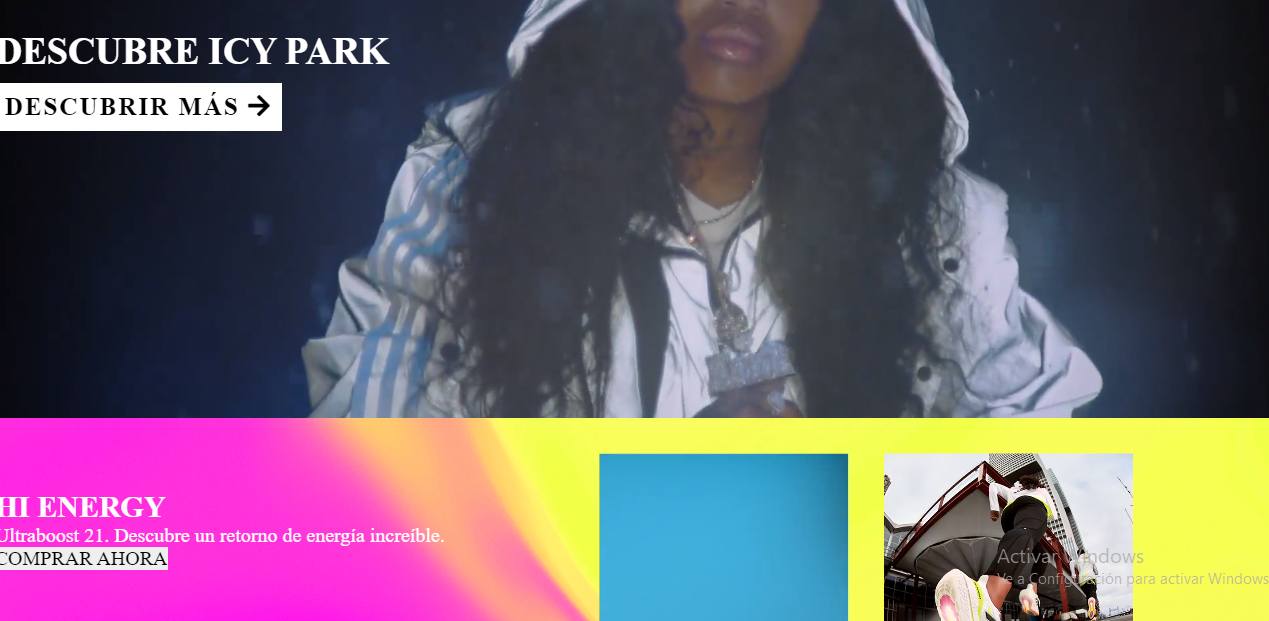 DESCUBRE ICY PARK
DESCUBRIR MÁS →
HI ENERGY
Ultraboost 21. Descubre un retorno de energía increíble.
COMPRAR AHORA
Activar Windows
Ve a Configuración para activar Windows